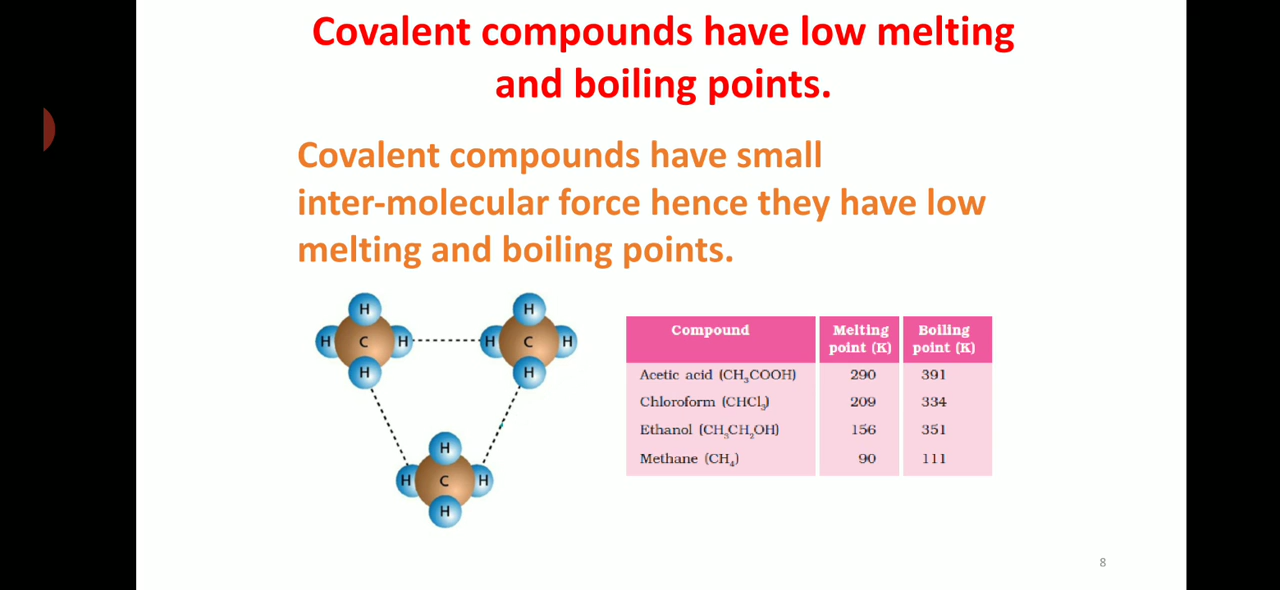 Covalent compounds have low melting
and boiling points.
Covalent compounds have small
inter-molecular force hence they have low
melting and boiling points.
H H
H C H H C H
H H
H
H C H
H
Compound Melting point (K) Boiling point (K)
Acetic acid (CH₃COOH) 290 391
Chloroform (CHCl₃) 209 334
Ethanol (CH₃CH₂OH) 156 351
Methane (CH₄) 90 111
8